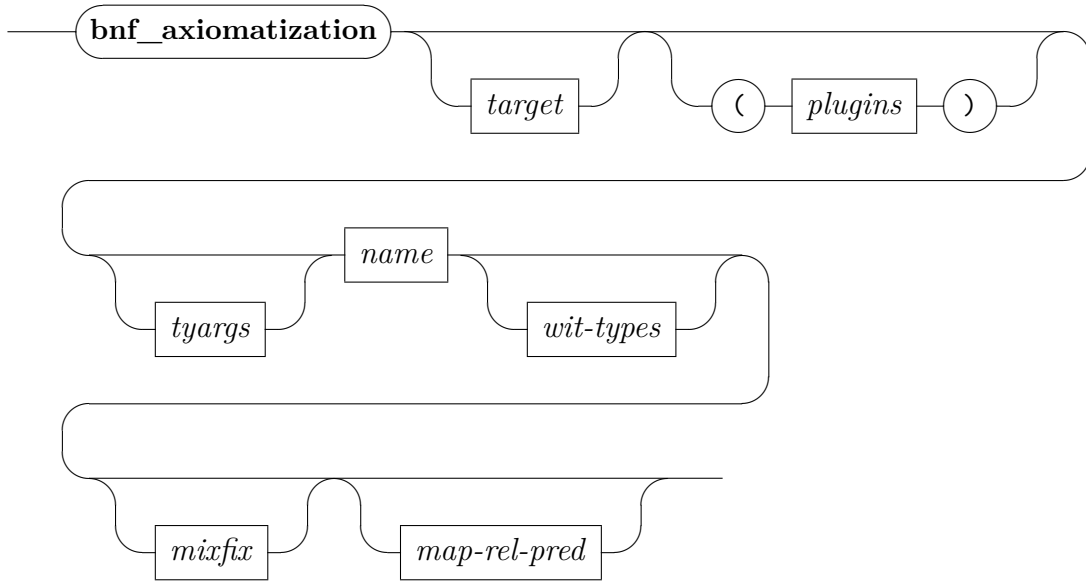 bnf_axiomatization
target ( plugins )
name
tyargs wit-types
mixfix map-rel-pred